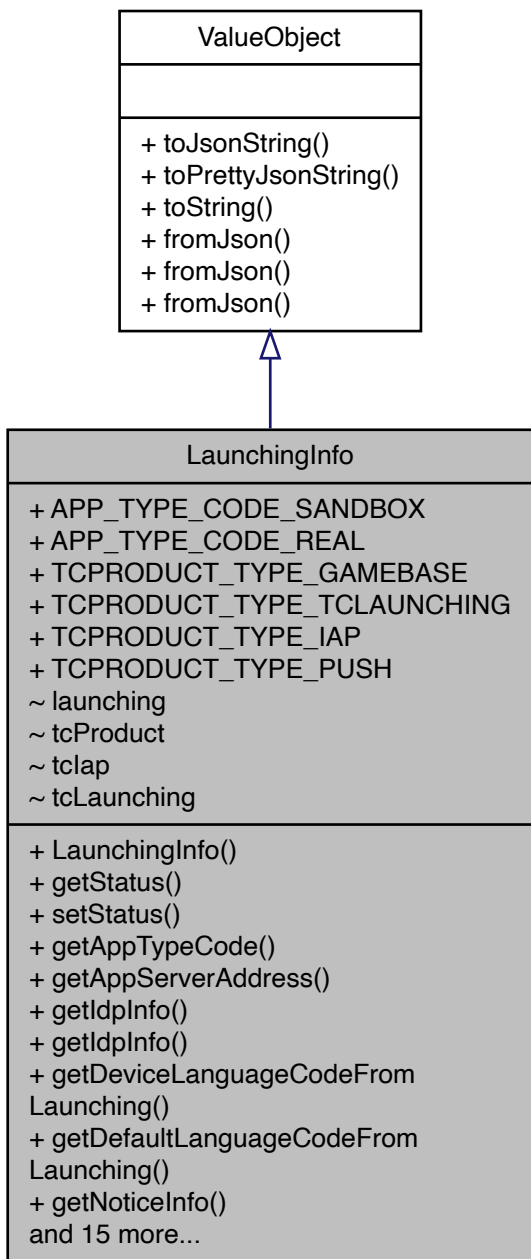 ValueObject
+ toJsonString()
+ toPrettyJsonString()
+ toString()
+ fromJson()
+ fromJson()
+ fromJson()
LaunchingInfo
+ APP_TYPE_CODE_SANDBOX
+ APP_TYPE_CODE_REAL
+ TCPRODUCT_TYPE_GAMEBASE
+ TCPRODUCT_TYPE_TCLAUNCHING
+ TCPRODUCT_TYPE_IAP
+ TCPRODUCT_TYPE_PUSH
~ launching
~ tcProduct
~ tcIap
~ tcLaunching
+ LaunchingInfo()
+ getStatus()
+ setStatus()
+ getAppTypeCode()
+ getAppServerAddress()
+ getIdpInfo()
+ getIdpInfo()
+ getDeviceLanguageCodeFrom
Launching()
+ getDefaultLanguageCodeFrom
Launching()
+ getNoticeInfo()
and 15 more...